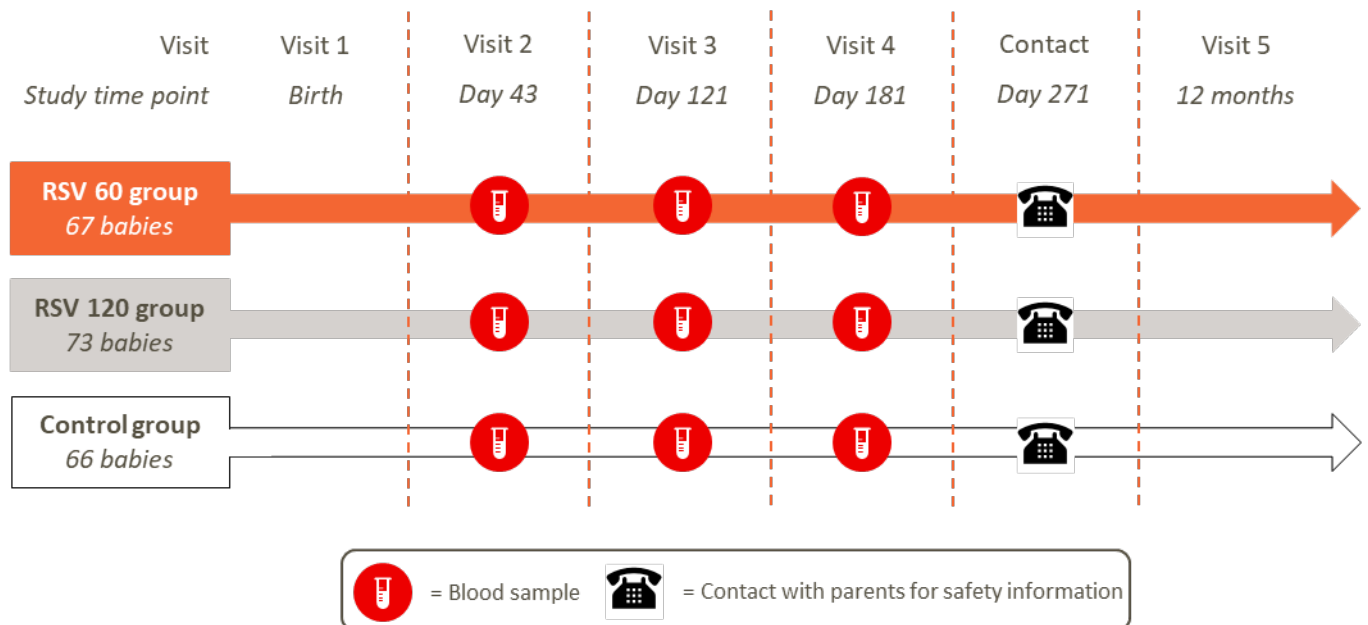 Visit Visit 1 Visit 2 Visit 3 Visit 4 Contact Visit 5
Study time point Birth Day 43 Day 121 Day 181 Day 271 12 months
RSV 60 group
67 babies
RSV 120 group
73 babies
Control group
66 babies
= Blood sample = Contact with parents for safety information